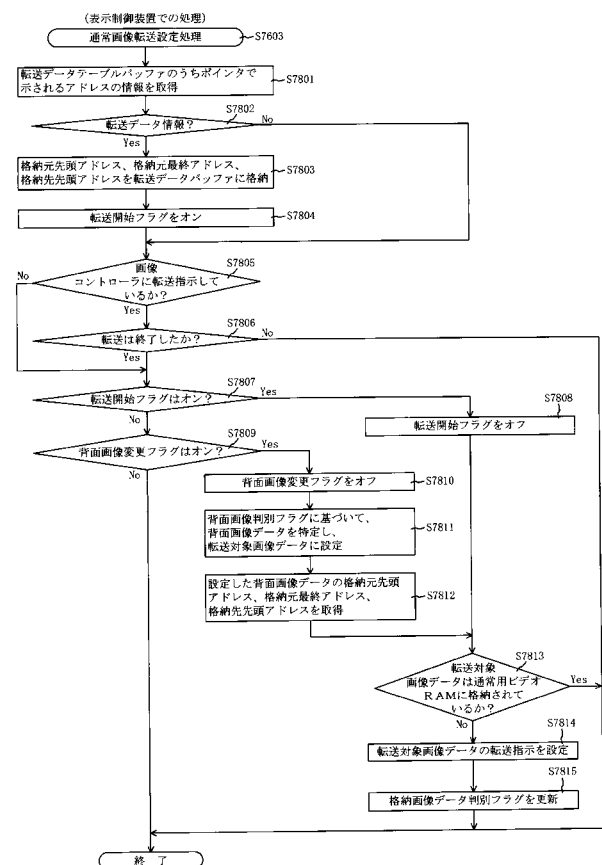 (表示制御装置での処理)
通常画像転送設定処理
S7603
転送データテーブルバッファのうちポインタで
示されるアドレスの情報を取得
S7801
S7802
転送データ情報?
No
Yes
格納元先頭アドレス、格納元最終アドレス、
格納先先頭アドレスを転送データバッファに格納
S7803
転送開始フラグをオン
S7804
画像
コントローラに転送指示して
いるか?
S7805
No
Yes
S7806
転送は終了したか?
No
Yes
S7807
転送開始フラグはオン?
Yes
No
S7808
転送開始フラグをオフ
S7809
背面画像変更フラグはオン?
Yes
No
背面画像変更フラグをオフ
S7810
背面画像判別フラグに基づいて、
背面画像データを特定し、
転送対象画像データに設定
S7811
設定した背面画像データの格納元先頭
アドレス、格納元最終アドレス、
格納先先頭アドレスを取得
S7812
S7813
転送対象
画像データは通常用ビデオ
RAMに格納されて
いるか?
Yes
No
S7814
転送対象画像データの転送指示を設定
S7815
格納画像データ判別フラグを更新
終了